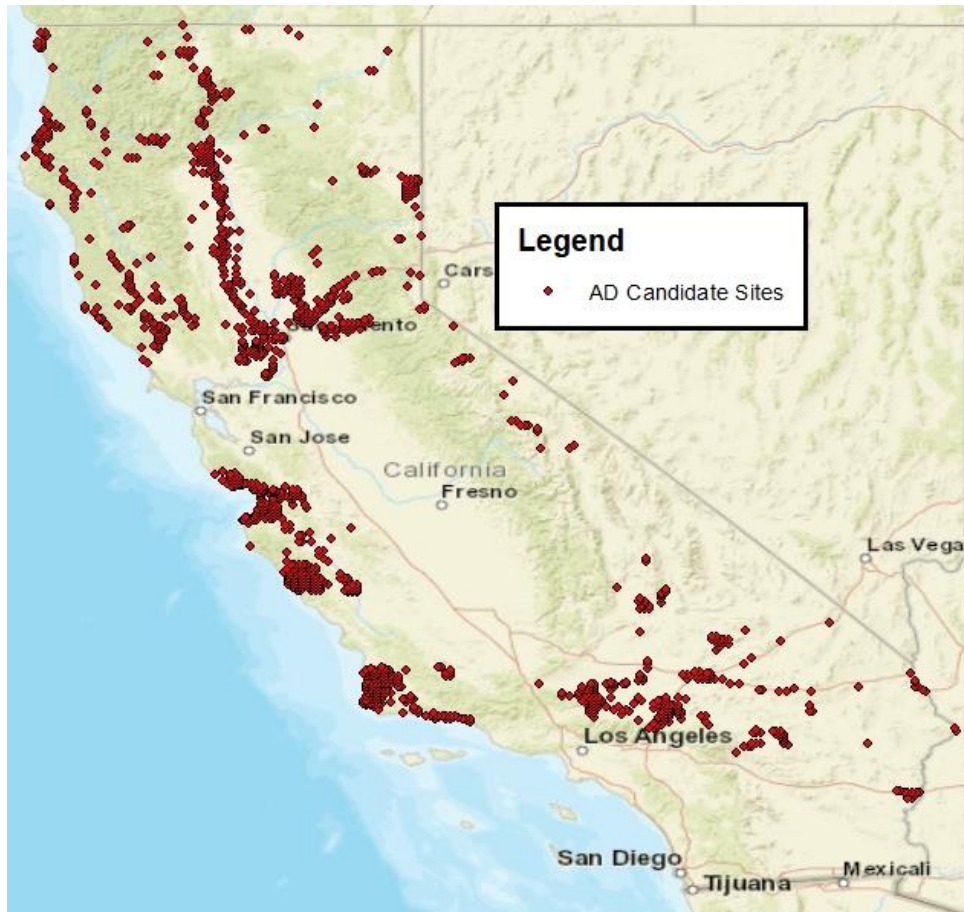 Legend
AD Candidate Sites
Cars
San Francisco
San Jose
California
Fresno
Las Vega
Los Angeles
San Diego
Tijuana
Mexicali